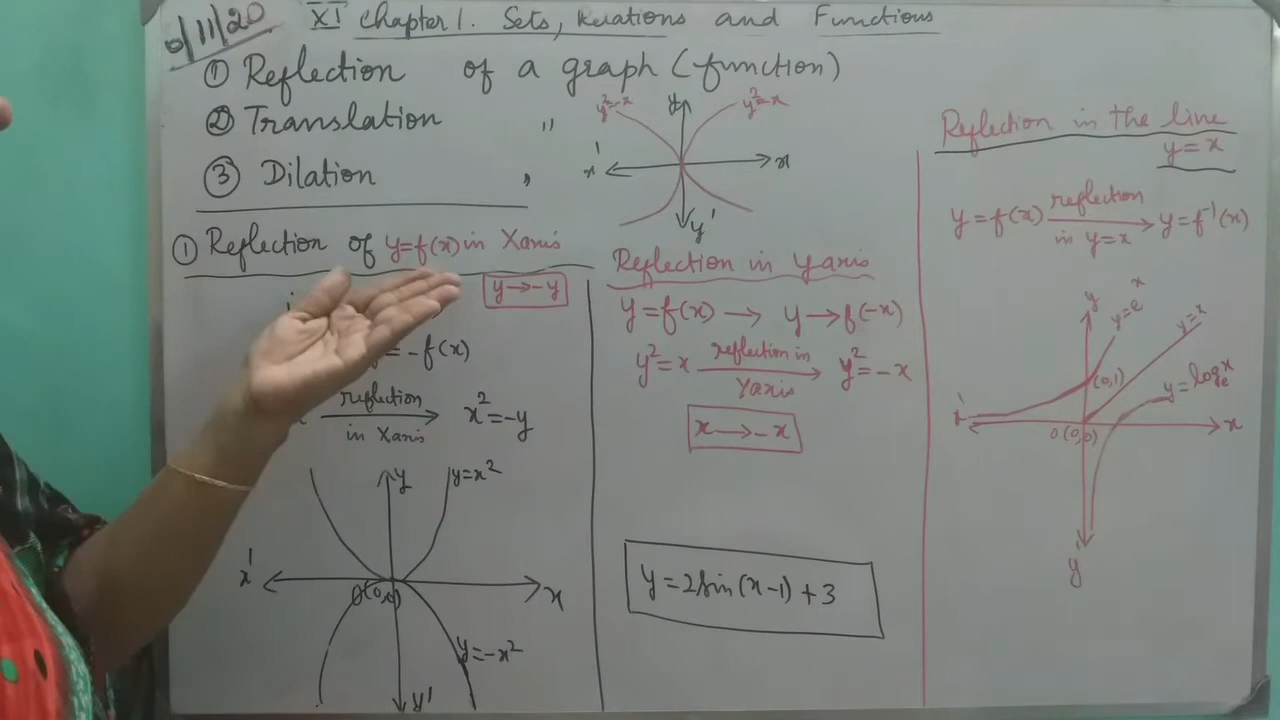 6/11/20 XI Chapter 1. Sets, Relations and Functions
① Reflection of a graph (function)
② Translation "
③ Dilation ,
y²=-x y y²=x
x' x
y'
① Reflection of y=f(x) in Xaxis
y→-y
= -f(x)
reflection
in Xaxis
x²=-y
y y=x²
x' O(0,0) x
y=-x²
y'
Reflection in Yaxis
y=f(x) → y→f(-x)
y²=x reflection in Yaxis y²=-x
x→-x
y=2sin(x-1)+3
Reflection in the line
y=x
y=f(x) reflection in y=x y=f⁻¹(x)
y y=eˣ y=x
(0,1) y=logₑx
x' O(0,0) x
y'